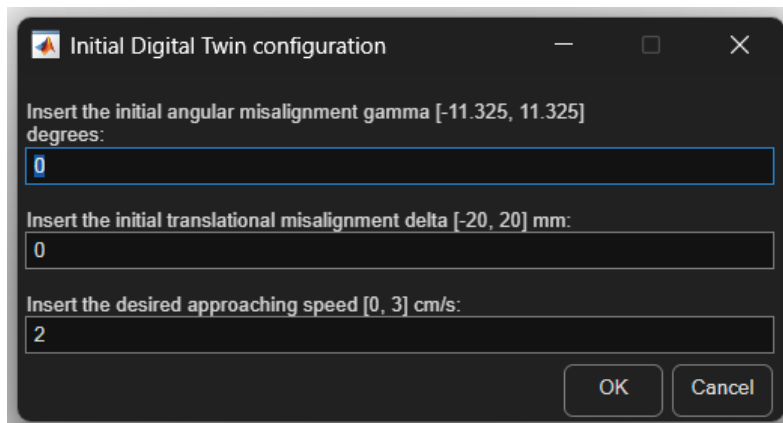 Initial Digital Twin configuration
Insert the initial angular misalignment gamma [-11.325, 11.325]
degrees:
0
Insert the initial translational misalignment delta [-20, 20] mm:
0
Insert the desired approaching speed [0, 3] cm/s:
2
OK Cancel